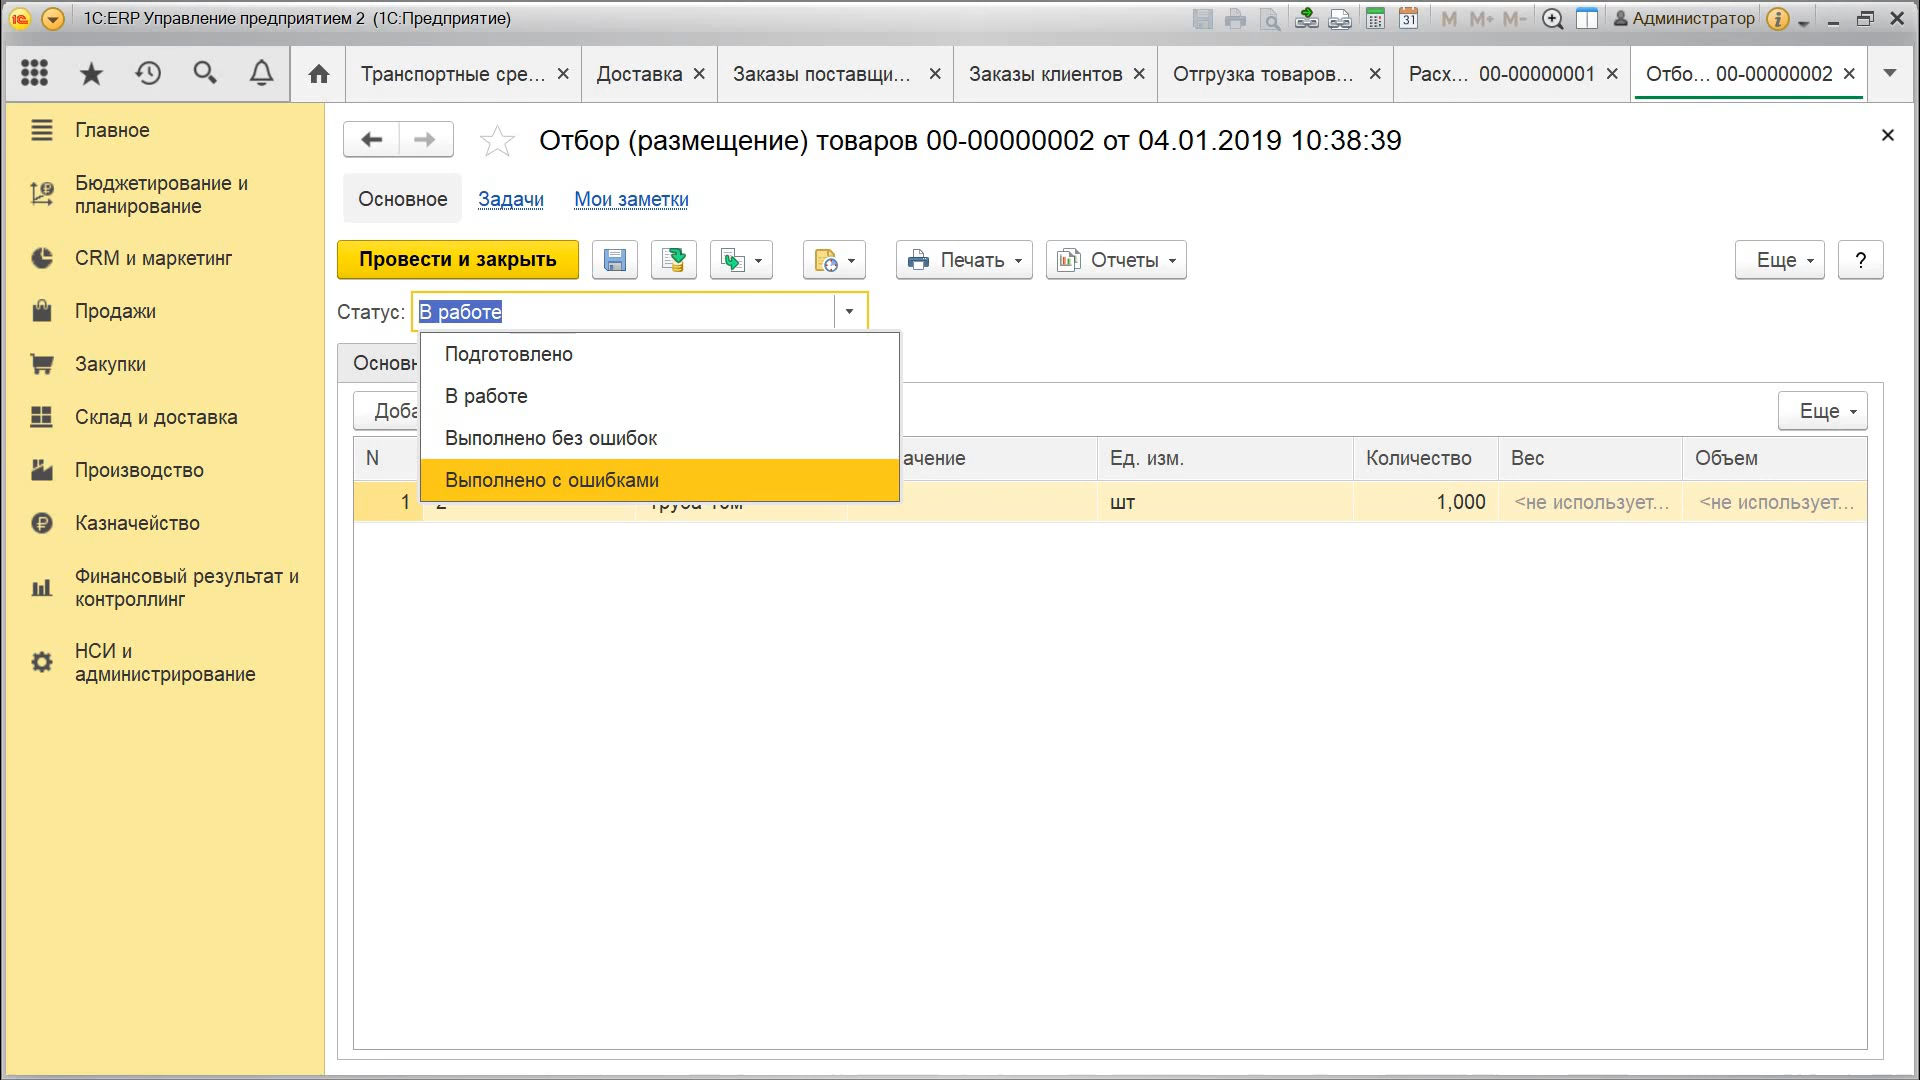 1С:ERP Управление предприятием 2 (1С:Предприятие)
31
M M+ M-
Администратор
Транспортные сре...
Доставка
Заказы поставщи...
Заказы клиентов
Отгрузка товаров...
Расх... 00-00000001
Отбо... 00-00000002
Главное
Бюджетирование и
планирование
CRM и маркетинг
Продажи
Закупки
Склад и доставка
Производство
Казначейство
Финансовый результат и
контроллинг
НСИ и
администрирование
Отбор (размещение) товаров 00-00000002 от 04.01.2019 10:38:39
Основное Задачи Мои заметки
Провести и закрыть
Печать
Отчеты
Еще
?
Статус: В работе
Подготовлено
В работе
Выполнено без ошибок
Выполнено с ошибками
Основн
Доба
Еще
N
ачение
Ед. изм.
Количество
Вес
Объем
1
шт
1,000
<не использует...
<не использует...